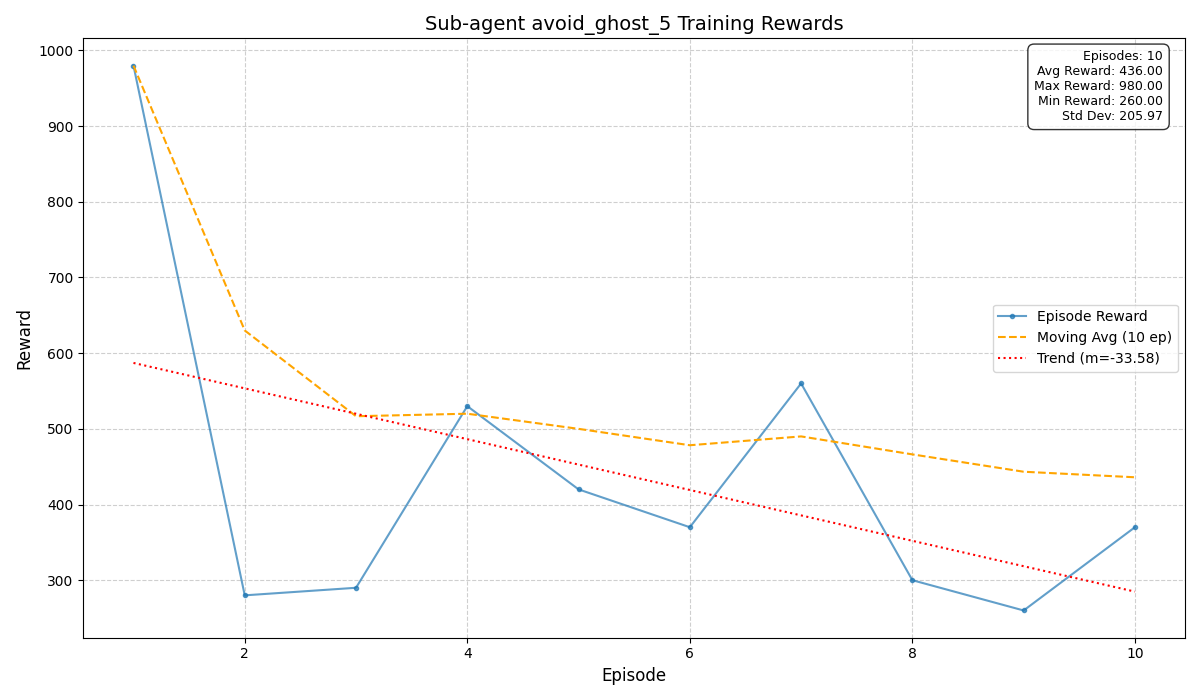 Sub-agent avoid_ghost_5 Training Rewards
Episodes: 10
Avg Reward: 436.00
Max Reward: 980.00
Min Reward: 260.00
Std Dev: 205.97
Reward
1000
900
800
700
600
500
400
300
Episode Reward
Moving Avg (10 ep)
Trend (m=-33.58)
2 4 6 8 10
Episode